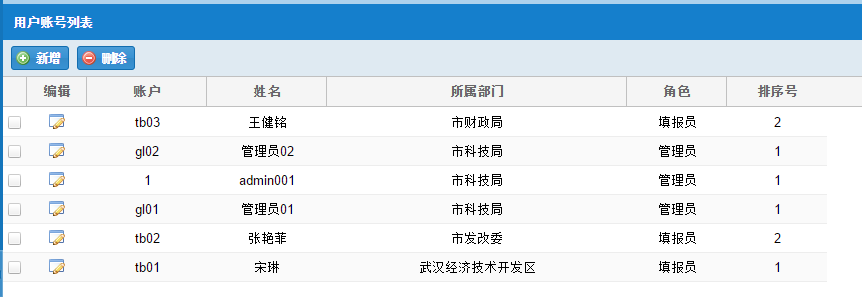 用户账号列表
新增 删除
编辑 账户 姓名 所属部门 角色 排序号
tb03 王健铭 市财政局 填报员 2
gl02 管理员02 市科技局 管理员 1
1 admin001 市科技局 管理员 1
gl01 管理员01 市科技局 管理员 1
tb02 张艳菲 市发改委 填报员 2
tb01 宋琳 武汉经济技术开发区 填报员 1